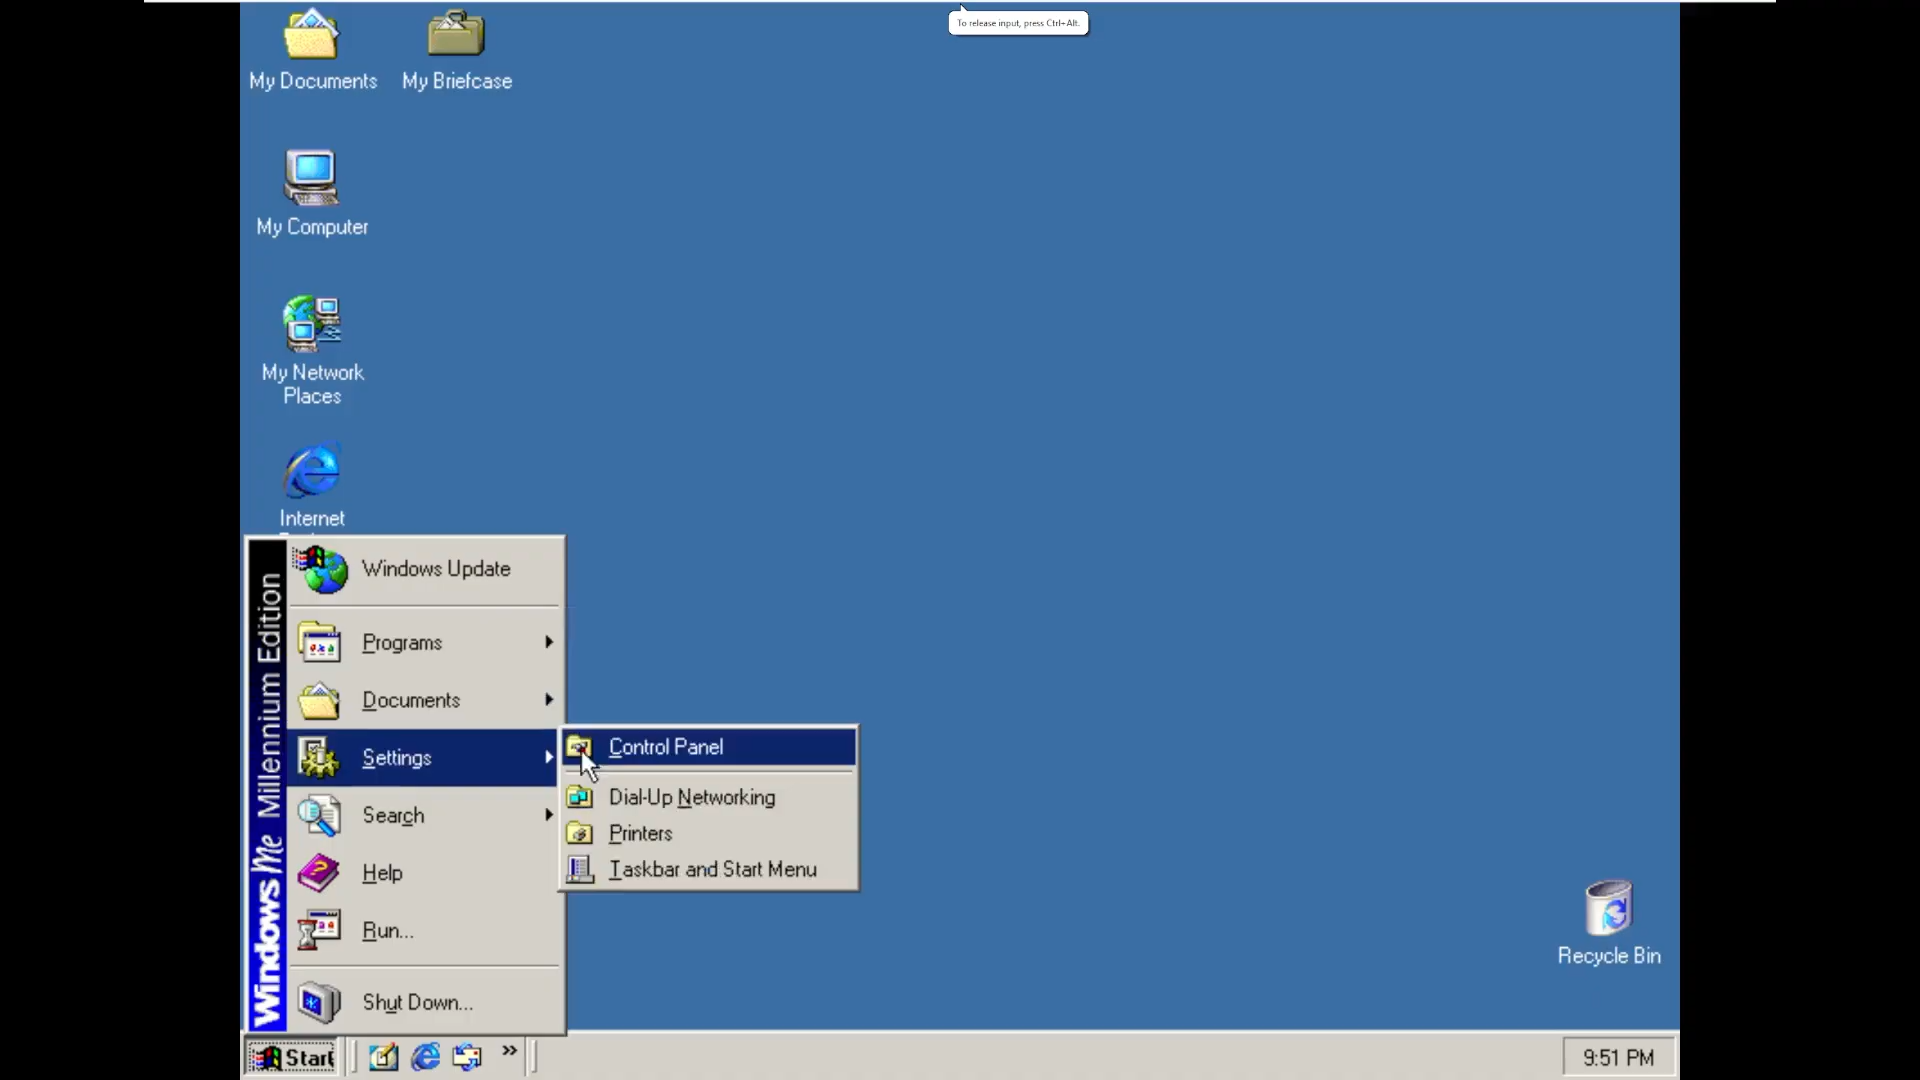 To release input, press Ctrl+Alt.
My Documents
My Briefcase
My Computer
My Network
Places
Internet
Windows Update
Programs
Documents
Settings
Search
Help
Run...
Shut Down...
Windows Me Millennium Edition
Control Panel
Dial-Up Networking
Printers
Taskbar and Start Menu
Recycle Bin
Start
»
9:51 PM